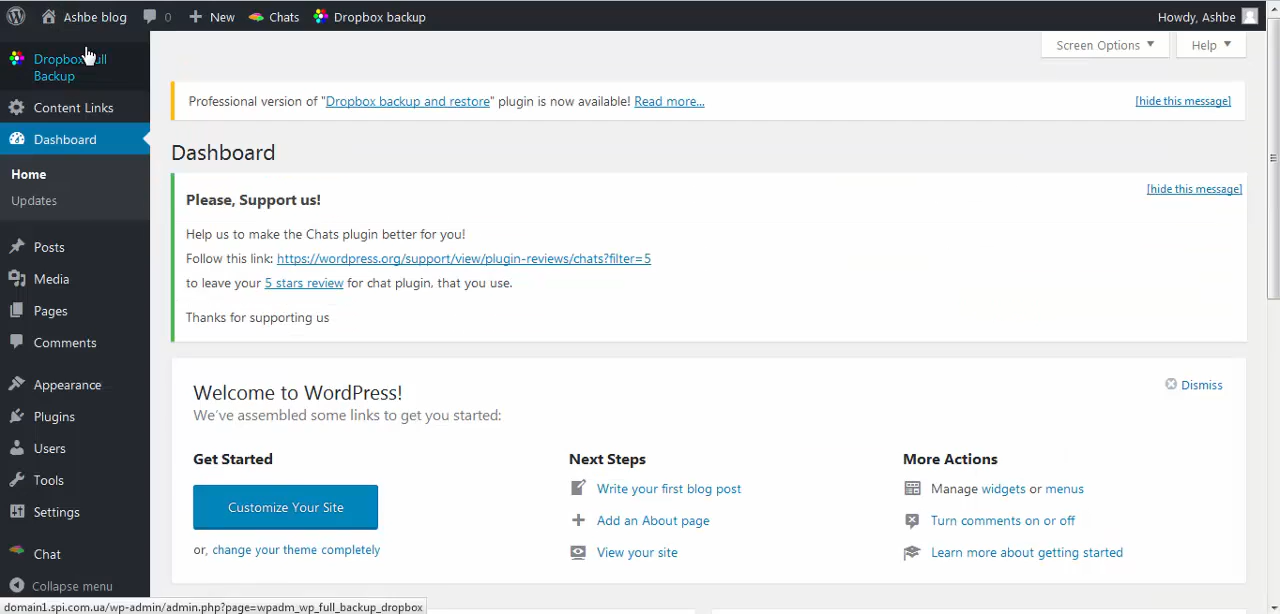 Ashbe blog 0 New Chats Dropbox backup Howdy, Ashbe
Dropbox Full
Backup
Content Links
Dashboard
Home
Updates
Posts
Media
Pages
Comments
Appearance
Plugins
Users
Tools
Settings
Chat
Collapse menu
Screen Options Help
Professional version of "Dropbox backup and restore" plugin is now available! Read more... [hide this message]
Dashboard
Please, Support us! [hide this message]
Help us to make the Chats plugin better for you!
Follow this link: https://wordpress.org/support/view/plugin-reviews/chats?filter=5
to leave your 5 stars review for chat plugin, that you use.
Thanks for supporting us
Welcome to WordPress! Dismiss
We've assembled some links to get you started:
Get Started
Customize Your Site
or, change your theme completely
Next Steps
Write your first blog post
Add an About page
View your site
More Actions
Manage widgets or menus
Turn comments on or off
Learn more about getting started
domain1.spi.com.ua/wp-admin/admin.php?page=wpadm_wp_full_backup_dropbox